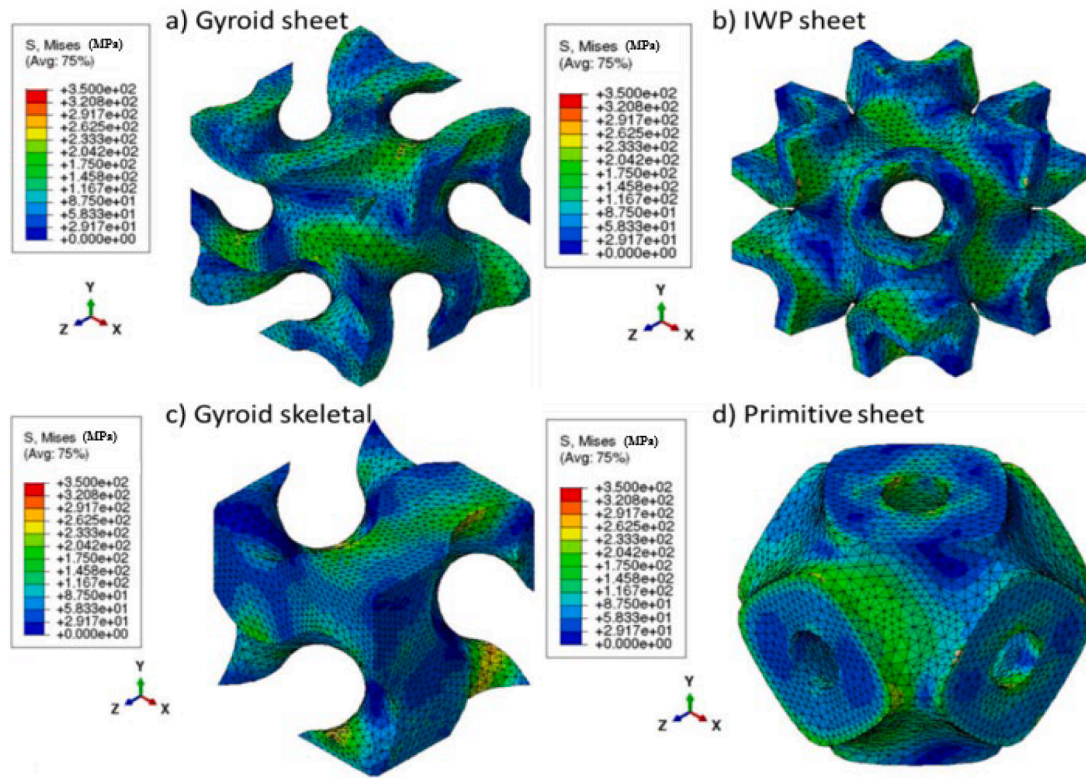 a) Gyroid sheet
S, Mises (MPa)
(Avg: 75%)
+3.500e+02
+3.208e+02
+2.917e+02
+2.625e+02
+2.333e+02
+2.042e+02
+1.750e+02
+1.458e+02
+1.167e+02
+8.750e+01
+5.833e+01
+2.917e+01
+0.000e+00
Y
Z
X
b) IWP sheet
S, Mises (MPa)
(Avg: 75%)
+3.500e+02
+3.208e+02
+2.917e+02
+2.625e+02
+2.333e+02
+2.042e+02
+1.750e+02
+1.458e+02
+1.167e+02
+8.750e+01
+5.833e+01
+2.917e+01
+0.000e+00
Y
Z
X
c) Gyroid skeletal
S, Mises (MPa)
(Avg: 75%)
+3.500e+02
+3.208e+02
+2.917e+02
+2.625e+02
+2.333e+02
+2.042e+02
+1.750e+02
+1.458e+02
+1.167e+02
+8.750e+01
+5.833e+01
+2.917e+01
+0.000e+00
Y
Z
X
d) Primitive sheet
S, Mises (MPa)
(Avg: 75%)
+3.500e+02
+3.208e+02
+2.917e+02
+2.625e+02
+2.333e+02
+2.042e+02
+1.750e+02
+1.458e+02
+1.167e+02
+8.750e+01
+5.833e+01
+2.917e+01
+0.000e+00
Y
Z
X